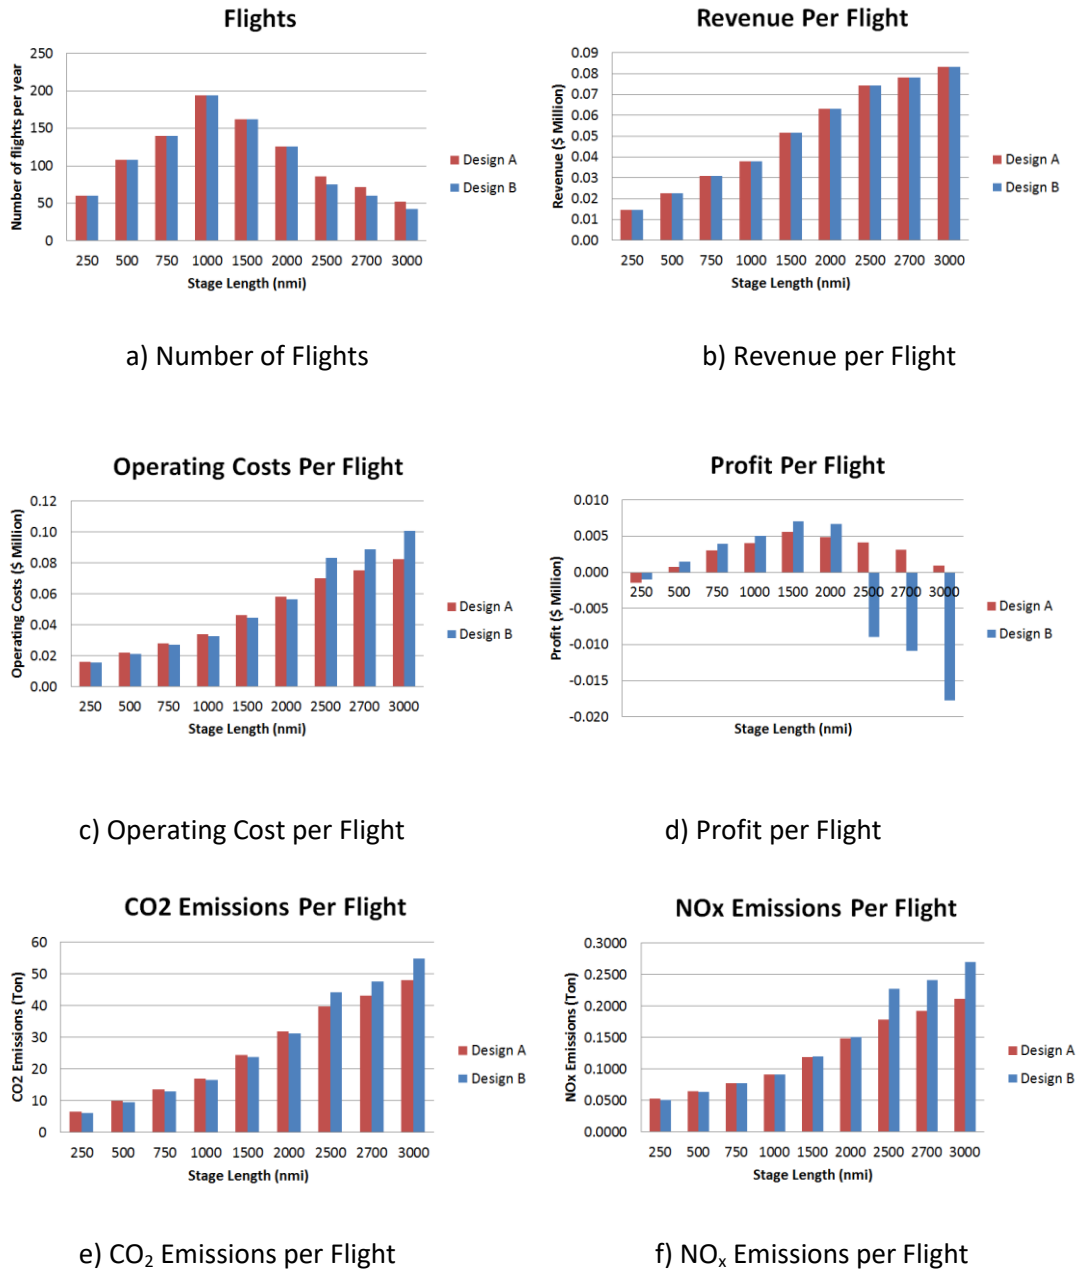 Flights
Number of flights per year
250
200
150
100
50
0
250 500 750 1000 1500 2000 2500 2700 3000
Stage Length (nmi)
Design A
Design B
a) Number of Flights
Revenue Per Flight
Revenue ($ Million)
0.09
0.08
0.07
0.06
0.05
0.04
0.03
0.02
0.01
0.00
250 500 750 1000 1500 2000 2500 2700 3000
Stage Length (nmi)
Design A
Design B
b) Revenue per Flight
Operating Costs Per Flight
Operating Costs ($ Million)
0.12
0.10
0.08
0.06
0.04
0.02
0.00
250 500 750 1000 1500 2000 2500 2700 3000
Stage Length (nmi)
Design A
Design B
c) Operating Cost per Flight
Profit Per Flight
Profit ($ Million)
0.010
0.005
0.000
-0.005
-0.010
-0.015
-0.020
250 500 750 1000 1500 2000 2500 2700 3000
Stage Length (nmi)
Design A
Design B
d) Profit per Flight
CO2 Emissions Per Flight
CO2 Emissions (Ton)
60
50
40
30
20
10
0
250 500 750 1000 1500 2000 2500 2700 3000
Stage Length (nmi)
Design A
Design B
e) CO₂ Emissions per Flight
NOx Emissions Per Flight
NOx Emissions (Ton)
0.3000
0.2500
0.2000
0.1500
0.1000
0.0500
0.0000
250 500 750 1000 1500 2000 2500 2700 3000
Stage Length (nmi)
Design A
Design B
f) NOₓ Emissions per Flight